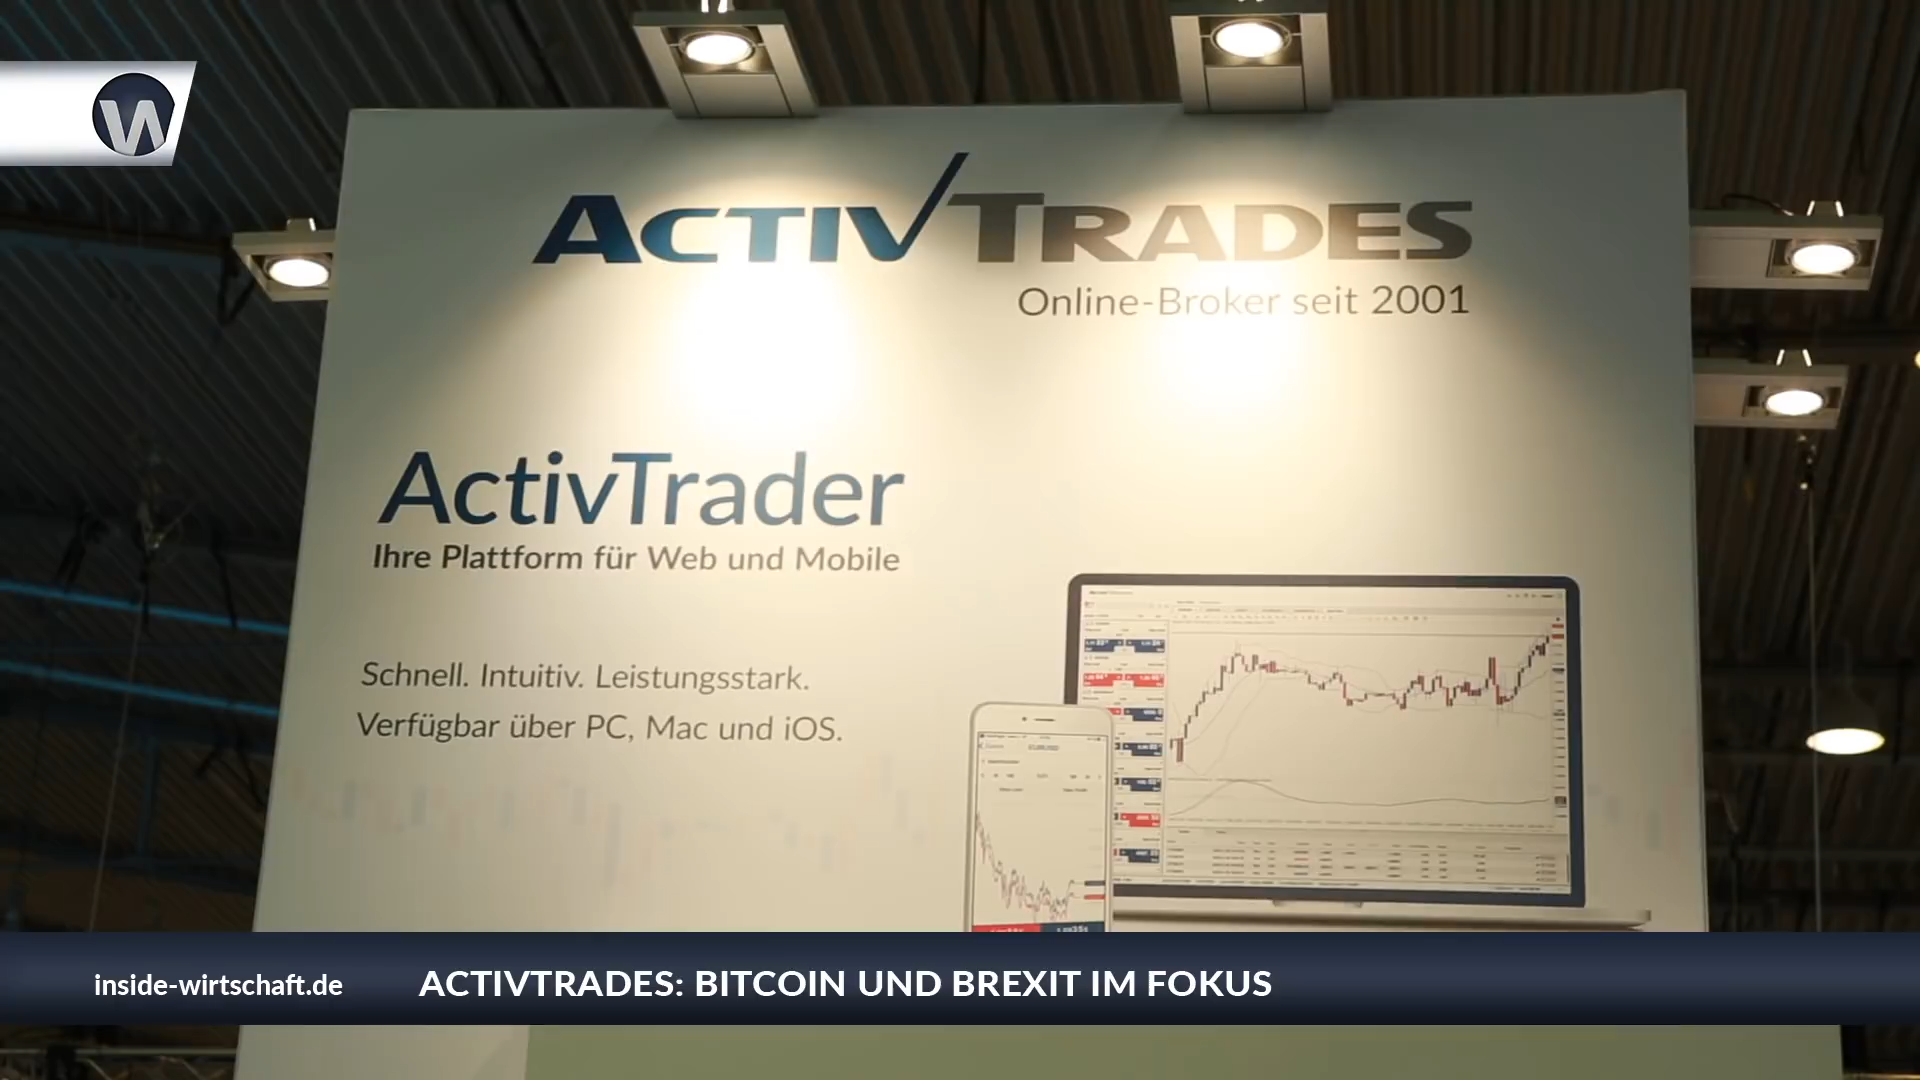 ACTIVTRADES
Online-Broker seit 2001
ActivTrader
Ihre Plattform für Web und Mobile
Schnell. Intuitiv. Leistungsstark.
Verfügbar über PC, Mac und iOS.
inside-wirtschaft.de
ACTIVTRADES: BITCOIN UND BREXIT IM FOKUS